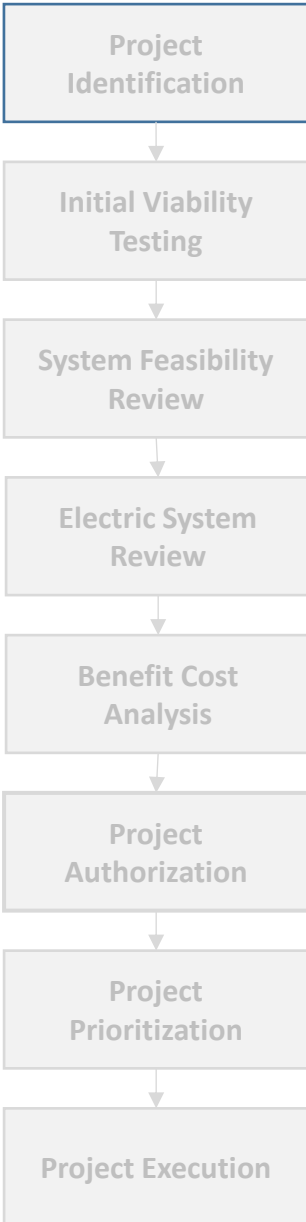 Project
Identification
Initial Viability
Testing
System Feasibility
Review
Electric System
Review
Benefit Cost
Analysis
Project
Authorization
Project
Prioritization
Project Execution